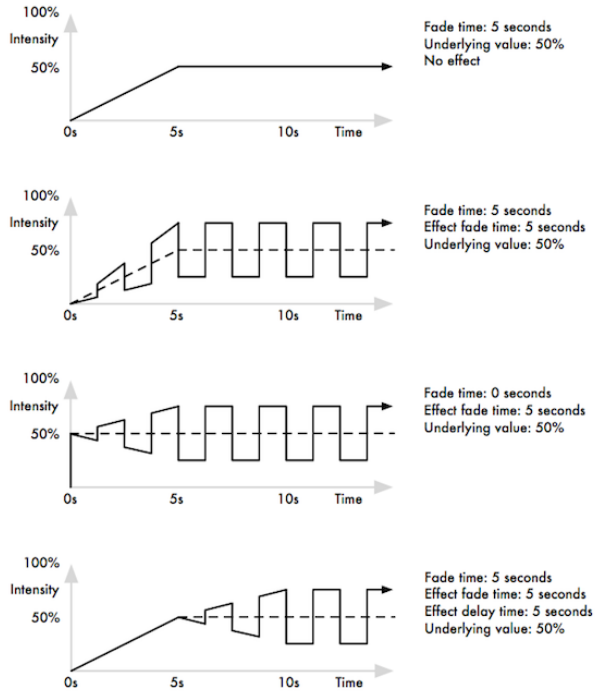 100%
Intensity
50%
0s 5s 10s Time
Fade time: 5 seconds
Underlying value: 50%
No effect
100%
Intensity
50%
0s 5s 10s Time
Fade time: 5 seconds
Effect fade time: 5 seconds
Underlying value: 50%
100%
Intensity
50%
0s 5s 10s Time
Fade time: 0 seconds
Effect fade time: 5 seconds
Underlying value: 50%
100%
Intensity
50%
0s 5s 10s Time
Fade time: 5 seconds
Effect fade time: 5 seconds
Effect delay time: 5 seconds
Underlying value: 50%